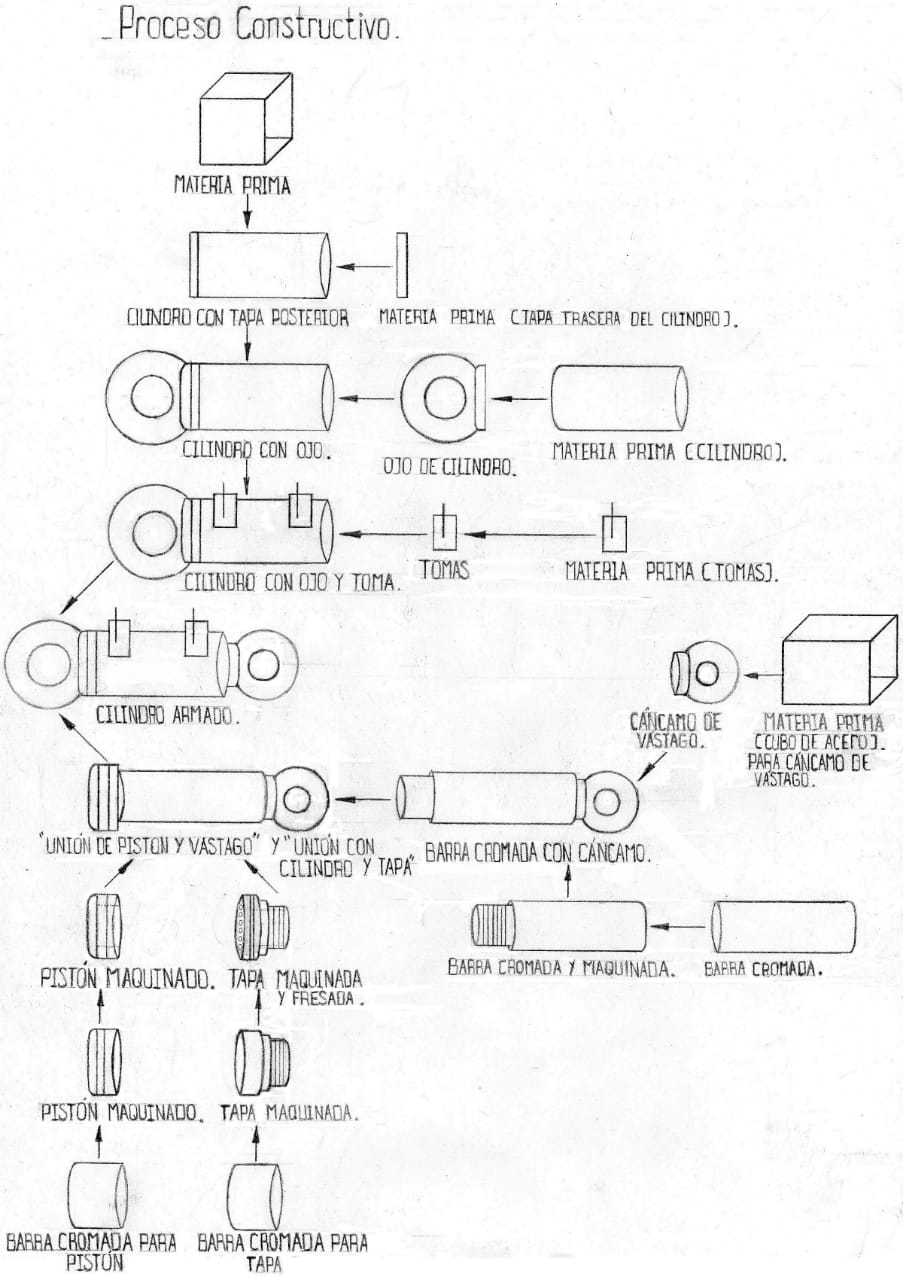 _Proceso Constructivo.
MATERIA PRIMA
CILINDRO CON TAPA POSTERIOR
MATERIA PRIMA (TAPA TRASERA DEL CILINDRO).
CILINDRO CON OJO.
OJO DE CILINDRO.
MATERIA PRIMA (CILINDRO).
CILINDRO CON OJO Y TOMA.
TOMAS
MATERIA PRIMA (TOMAS).
CILINDRO ARMADO.
CÁNCAMO DE
VÁSTAGO.
MATERIA PRIMA
(CUBO DE ACERO).
PARA CÁNCAMO DE
VÁSTAGO.
"UNIÓN DE PISTON Y VASTAGO" Y "UNIÓN CON
CILINDRO Y TAPA"
BARRA CROMADA CON CÁNCAMO.
PISTÓN MAQUINADO.
TAPA MAQUINADA
Y FRESADA.
BARRA CROMADA Y MAQUINADA.
BARRA CROMADA.
PISTÓN MAQUINADO.
TAPA MAQUINADA.
BARRA CROMADA PARA
PISTÓN
BARRA CROMADA PARA
TAPA